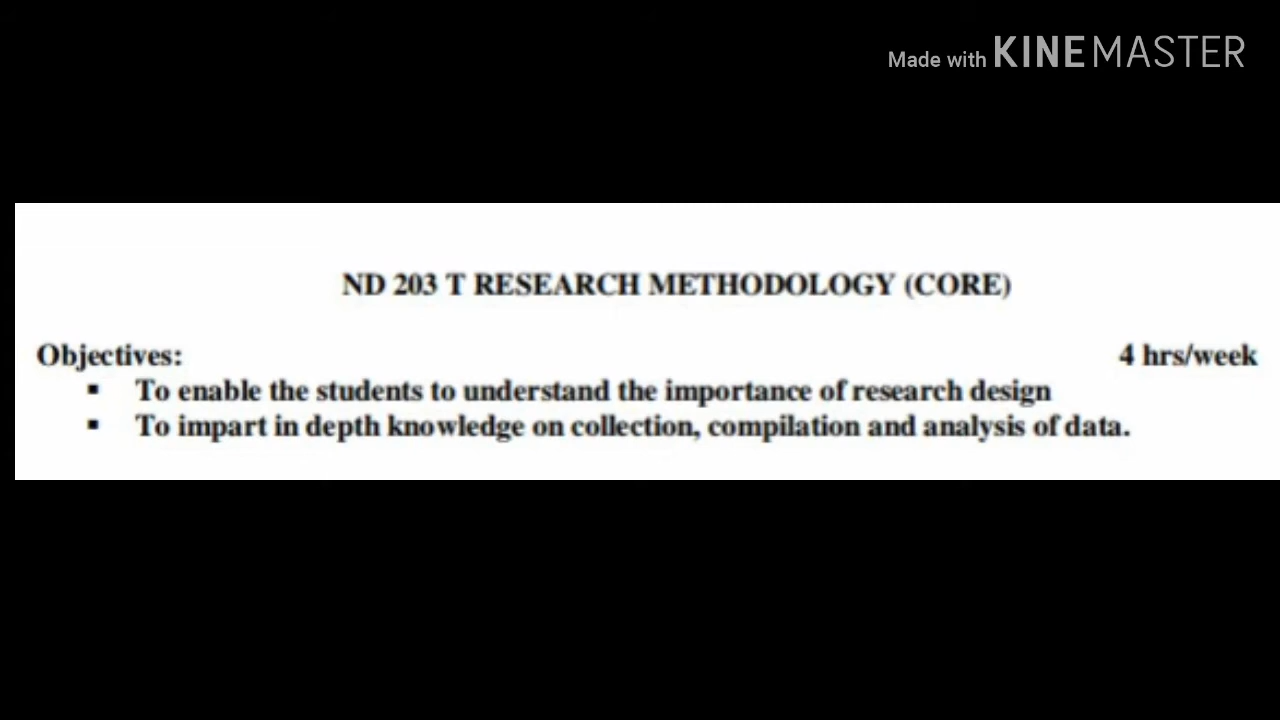 Made with KINEMASTER
ND 203 T RESEARCH METHODOLOGY (CORE)
Objectives: 4 hrs/week
▪ To enable the students to understand the importance of research design
▪ To impart in depth knowledge on collection, compilation and analysis of data.